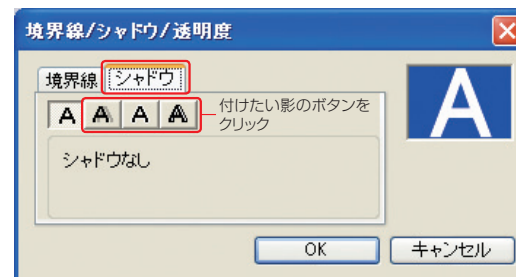 境界線/シャドウ/透明度
境界線 シャドウ
A A A A
付けたい影のボタンを
クリック
シャドウなし
A
OK キャンセル